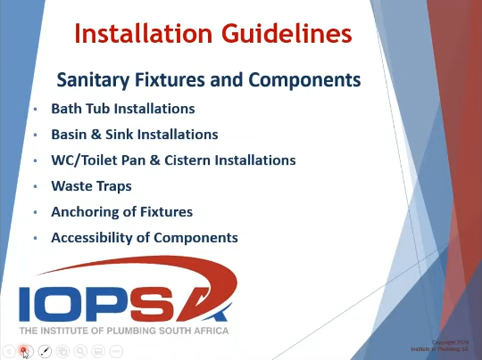 Installation Guidelines
Sanitary Fixtures and Components
• Bath Tub Installations
• Basin & Sink Installations
• WC/Toilet Pan & Cistern Installations
• Waste Traps
• Anchoring of Fixtures
• Accessibility of Components
IOPSA
THE INSTITUTE OF PLUMBING SOUTH AFRICA